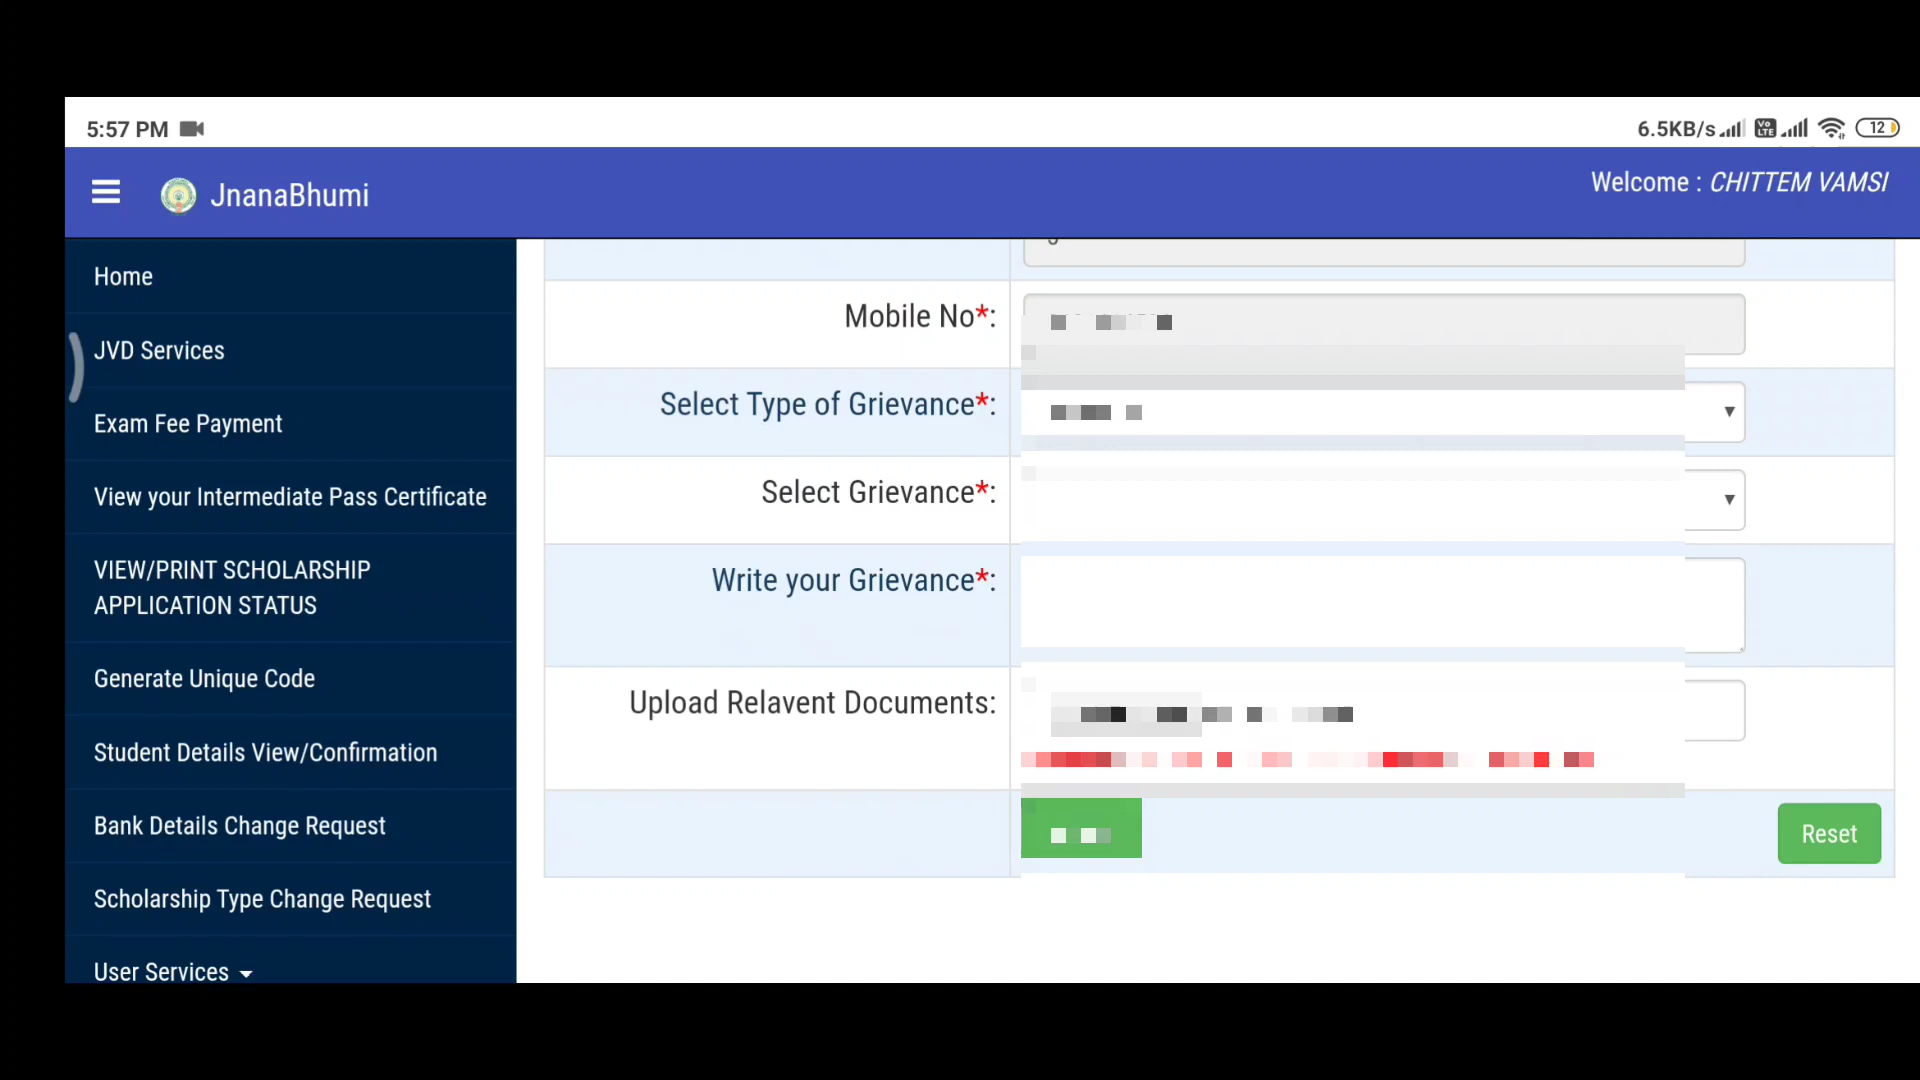 5:57 PM
6.5KB/s Vo LTE 12
JnanaBhumi
Welcome : CHITTEM VAMSI
Home
JVD Services
Exam Fee Payment
View your Intermediate Pass Certificate
VIEW/PRINT SCHOLARSHIP
APPLICATION STATUS
Generate Unique Code
Student Details View/Confirmation
Bank Details Change Request
Scholarship Type Change Request
User Services
Mobile No*:
Select Type of Grievance*:
Select Grievance*:
Write your Grievance*:
Upload Relavent Documents:
Reset